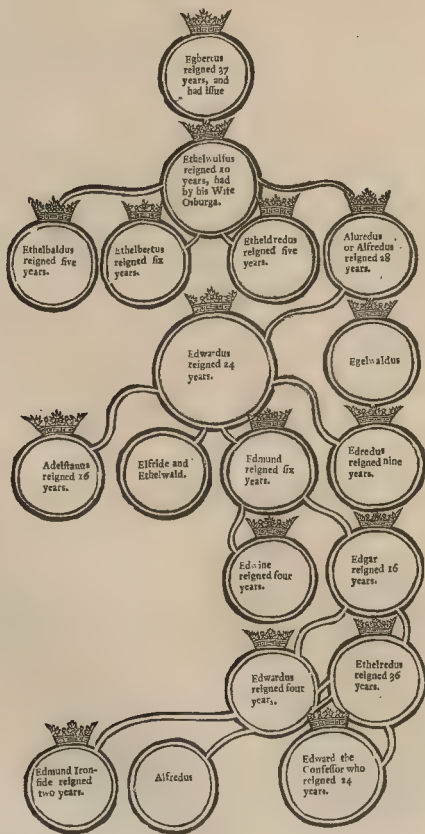 Egbertus
reigned 37
years, and
had iſſue
Ethelwulfus
reigned 20
years, had
by his Wife
Osburga.
Ethelbaldus
reigned five
years.
Ethelbertus
reigned ſix
years.
Etheldredus
reigned five
years.
Aluredus
or Alfredus
reigned 28
years.
Edwardus
reigned 24
years.
Egelwaldus
Adelſtannus
reigned 16
years.
Elfride and
Ethelwald.
Edmund
reigned ſix
years.
Edredus
reigned nine
years.
Edwine
reigned four
years.
Edgar
reigned 16
years.
Edwardus
reigned four
years.
Ethelredus
reigned 36
years.
Edmund Iron-
ſide reigned
two years.
Alfredus
Edward the
Confeſſor who
reigned 24
years.